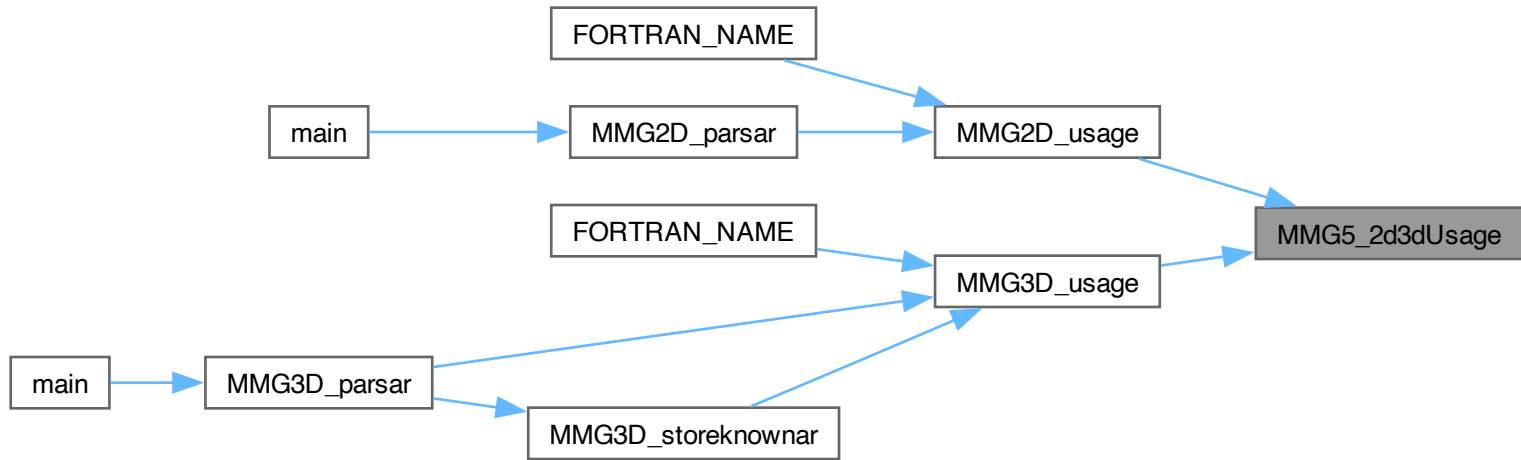 FORTRAN_NAME
main
MMG2D_parsar
MMG2D_usage
FORTRAN_NAME
MMG5_2d3dUsage
MMG3D_usage
main
MMG3D_parsar
MMG3D_storeknownar